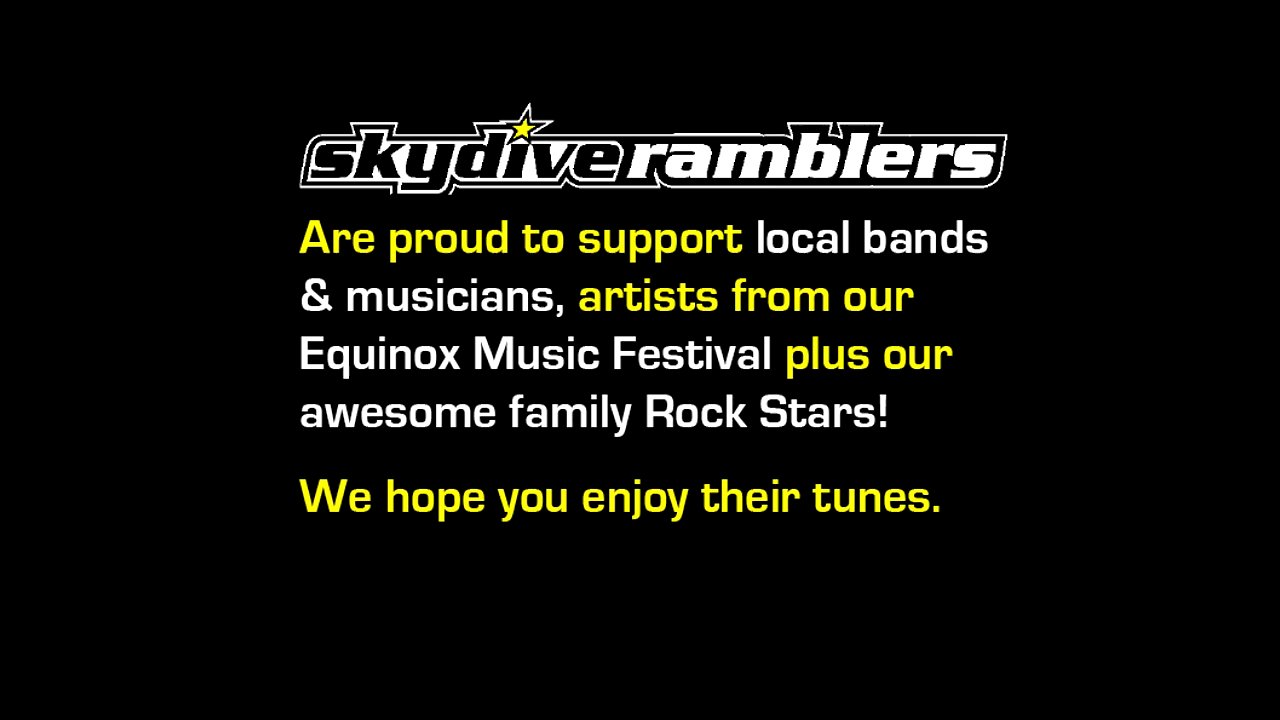 skydiveramblers
Are proud to support local bands
& musicians, artists from our
Equinox Music Festival plus our
awesome family Rock Stars!
We hope you enjoy their tunes.